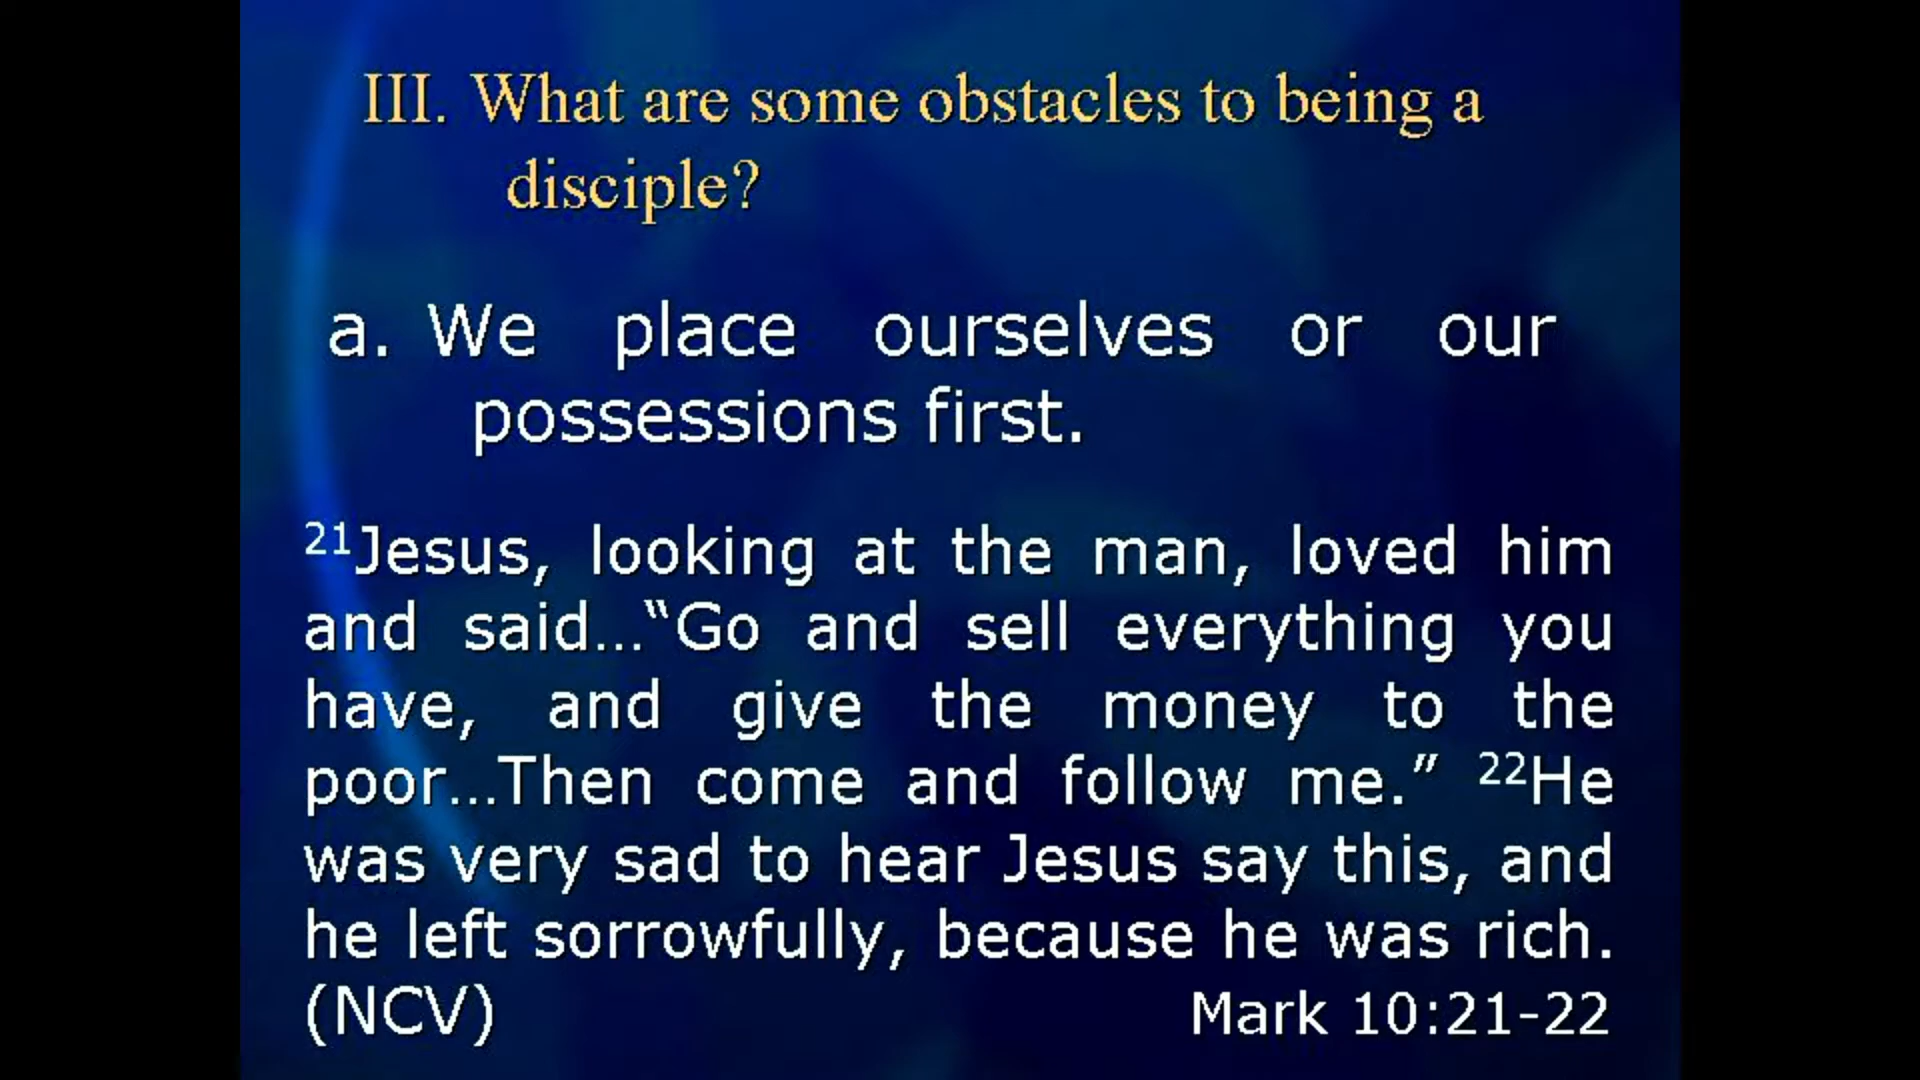 III. What are some obstacles to being a
disciple?
a. We place ourselves or our
possessions first.
²¹Jesus, looking at the man, loved him
and said…“Go and sell everything you
have, and give the money to the
poor…Then come and follow me.” ²²He
was very sad to hear Jesus say this, and
he left sorrowfully, because he was rich.
(NCV) Mark 10:21-22